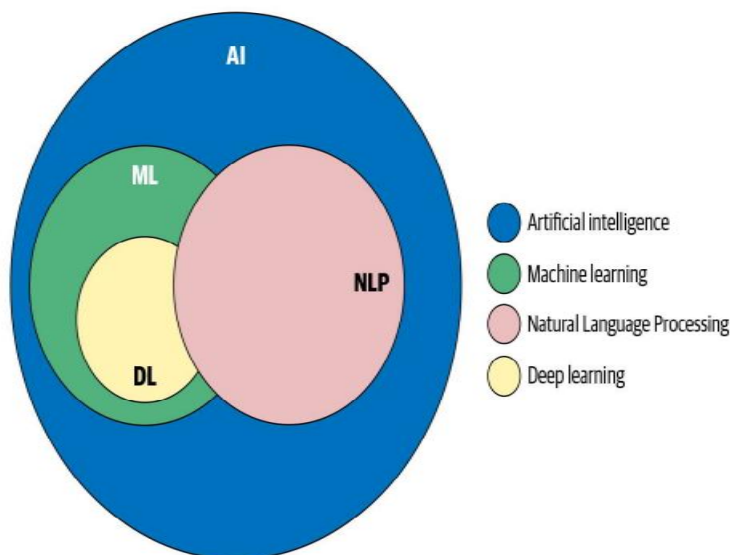 AI
ML
NLP
DL
Artificial intelligence
Machine learning
Natural Language Processing
Deep learning